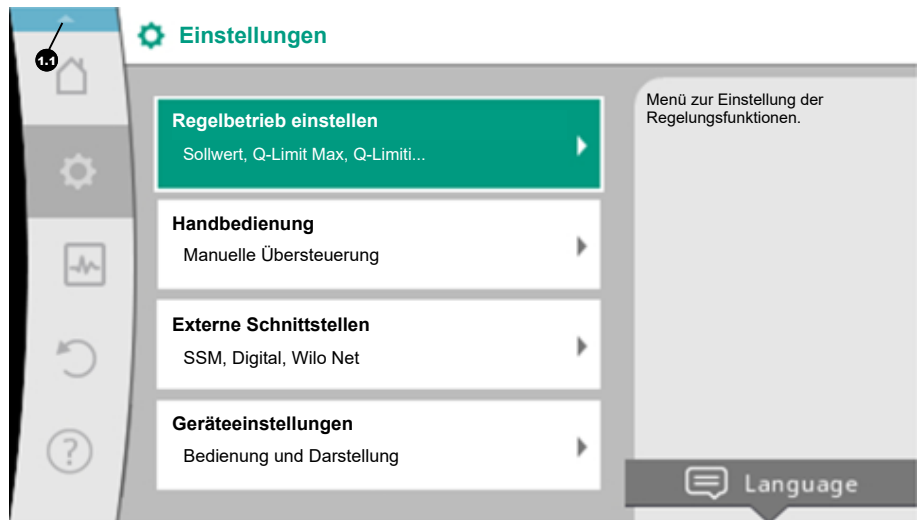 1.1
Einstellungen
Regelbetrieb einstellen
Sollwert, Q-Limit Max, Q-Limiti...
Handbedienung
Manuelle Übersteuerung
Externe Schnittstellen
SSM, Digital, Wilo Net
Geräteeinstellungen
Bedienung und Darstellung
Menü zur Einstellung der
Regelungsfunktionen.
Language